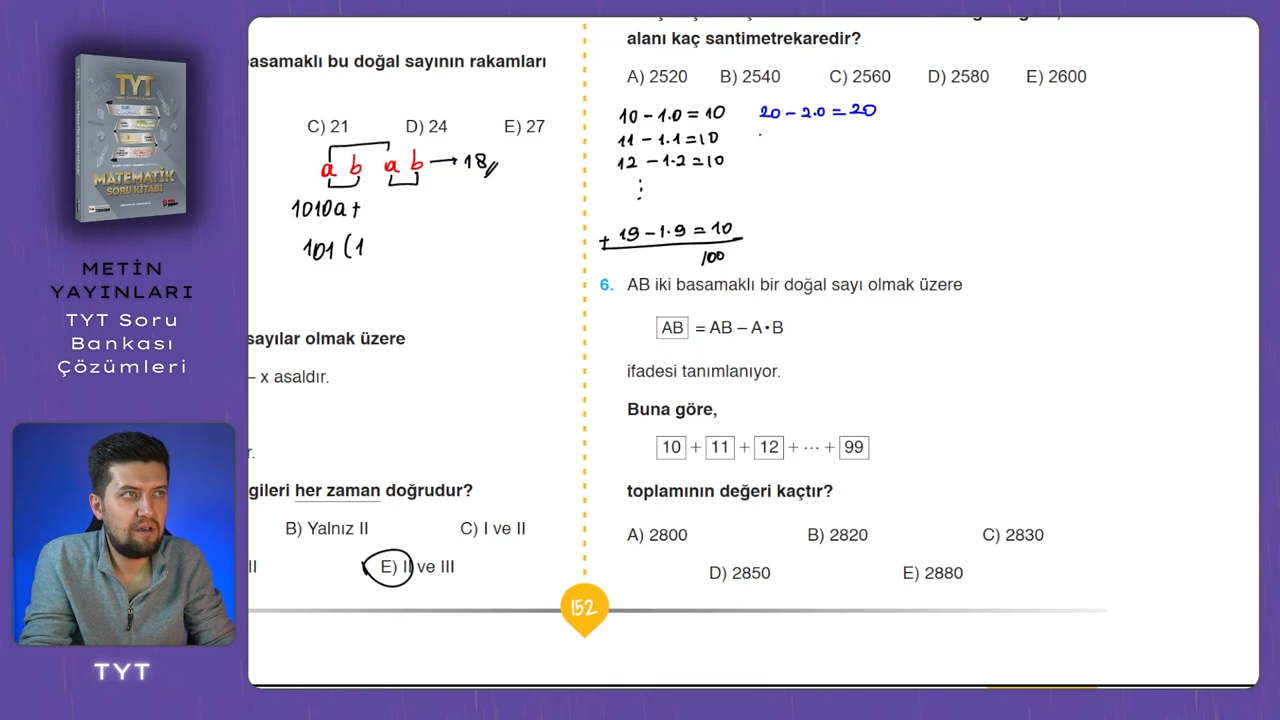 TYT
MATEMATİK
SORU KİTABI
METİN
YAYINLARI
TYT Soru
Bankası
Çözümleri
TYT
asamaklı bu doğal sayının rakamları
C) 21 D) 24 E) 27
a b a b → 18
1010a +
101 (1
sayılar olmak üzere
– x asaldır.
r.
gileri her zaman doğrudur?
B) Yalnız II C) I ve II
II E) II ve III
alanı kaç santimetrekaredir?
A) 2520 B) 2540 C) 2560 D) 2580 E) 2600
10 – 1.0 = 10 20 – 2.0 = 20
11 – 1.1 = 10
12 – 1.2 = 10
⋮
+ 19 – 1.9 = 10
100
6. AB iki basamaklı bir doğal sayı olmak üzere
AB = AB – A • B
ifadesi tanımlanıyor.
Buna göre,
10 + 11 + 12 + ··· + 99
toplamının değeri kaçtır?
A) 2800 B) 2820 C) 2830
D) 2850 E) 2880
152